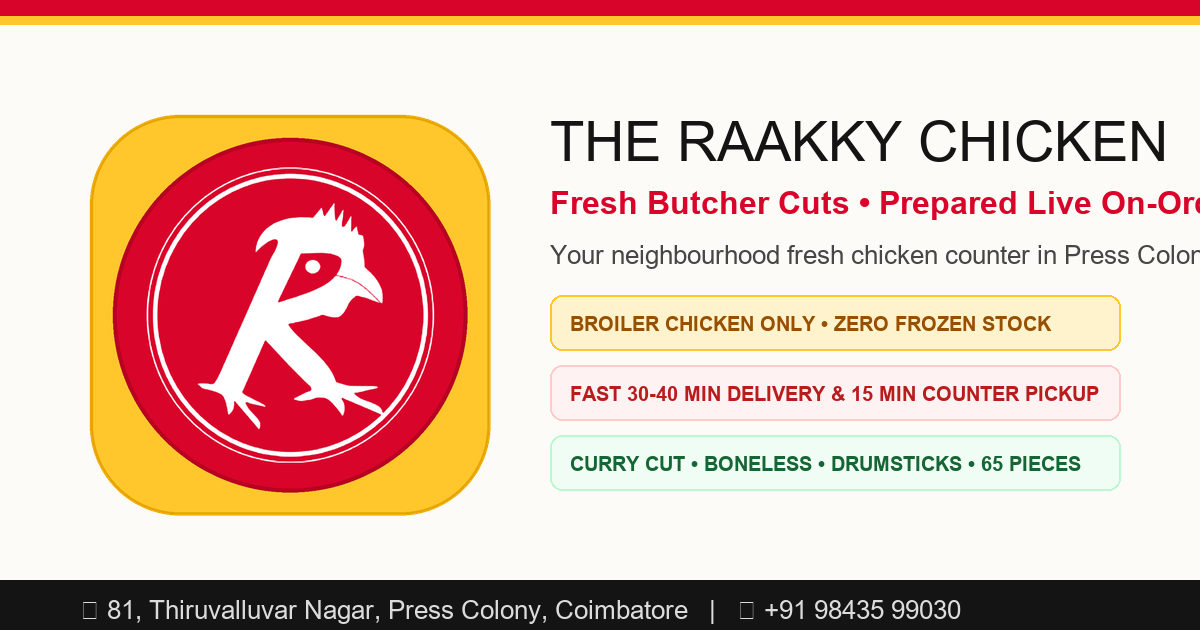 THE RAAKKY CHICKEN
Fresh Butcher Cuts • Prepared Live On-Ord
Your neighbourhood fresh chicken counter in Press Colon
BROILER CHICKEN ONLY • ZERO FROZEN STOCK
FAST 30-40 MIN DELIVERY & 15 MIN COUNTER PICKUP
CURRY CUT • BONELESS • DRUMSTICKS • 65 PIECES
81, Thiruvalluvar Nagar, Press Colony, Coimbatore | +91 98435 99030